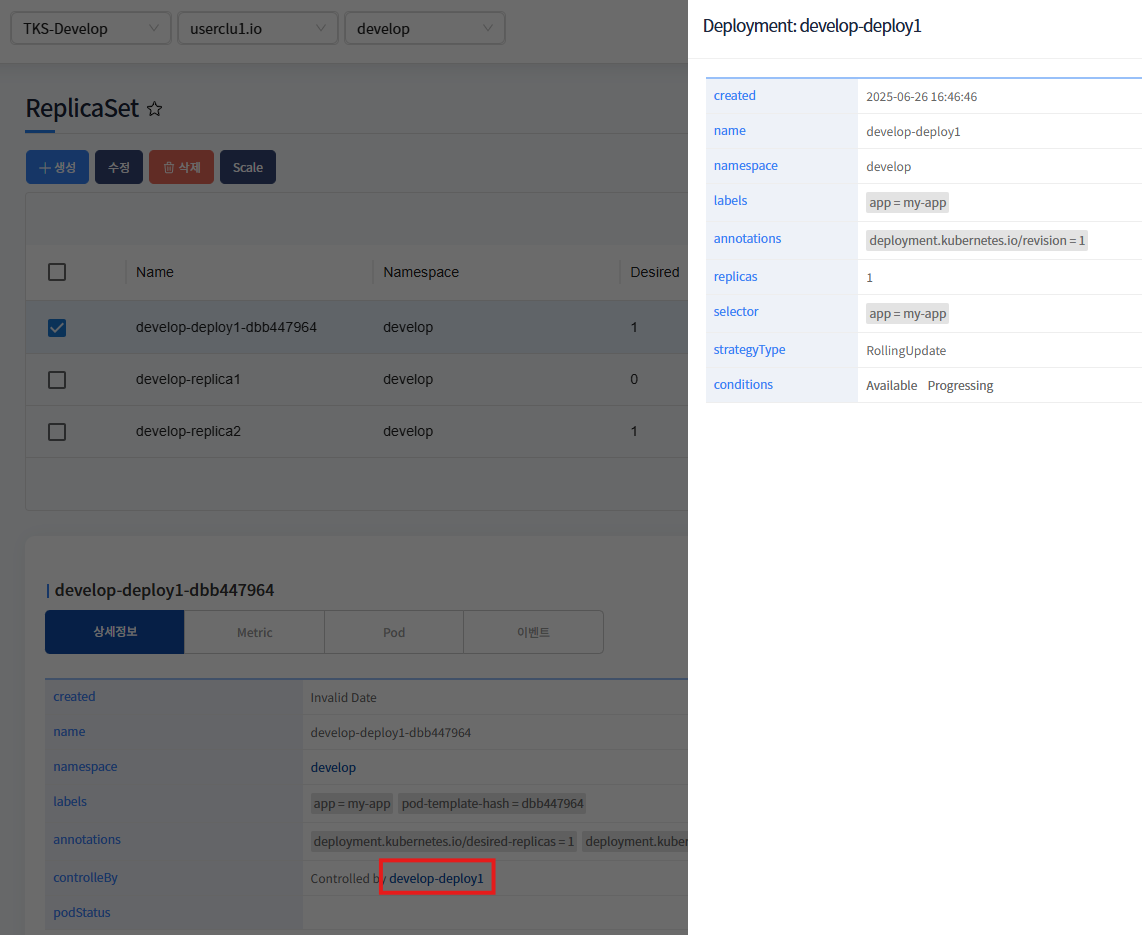 TKS-Develop userclu1.io develop
ReplicaSet
생성 수정 삭제 Scale
Name Namespace Desired
develop-deploy1-dbb447964 develop 1
develop-replica1 develop 0
develop-replica2 develop 1
develop-deploy1-dbb447964
상세정보 Metric Pod 이벤트
created Invalid Date
name develop-deploy1-dbb447964
namespace develop
labels app = my-app pod-template-hash = dbb447964
annotations deployment.kubernetes.io/desired-replicas = 1 deployment.kuber
controlleBy Controlled by develop-deploy1
podStatus
Deployment: develop-deploy1
created 2025-06-26 16:46:46
name develop-deploy1
namespace develop
labels app = my-app
annotations deployment.kubernetes.io/revision = 1
replicas 1
selector app = my-app
strategyType RollingUpdate
conditions Available Progressing